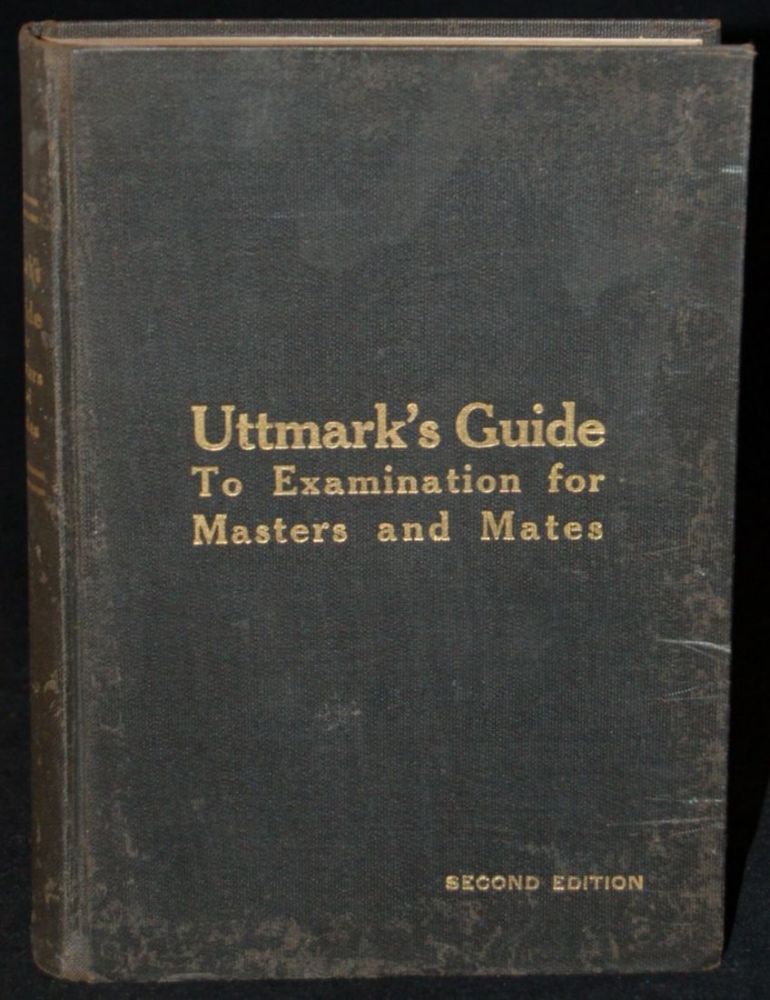 Uttmark's Guide
To Examination for
Masters and Mates
SECOND EDITION